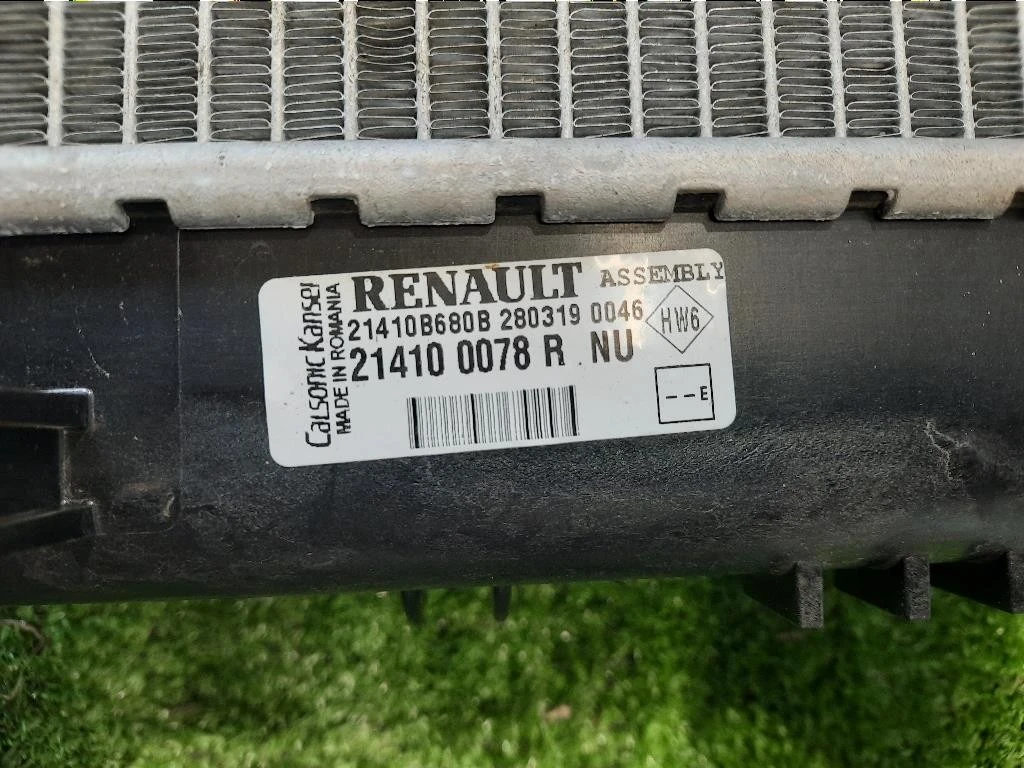 RENAULT ASSEMBLY
21410B680B 280319 0046
21410 0078 R NU
HW6
--E
CalsonicKansei
MADE IN ROMANIA